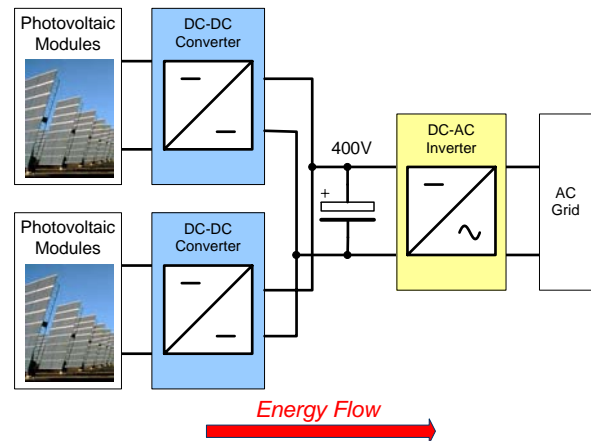 Photovoltaic
Modules
DC-DC
Converter
400V
+
DC-AC
Inverter
AC
Grid
Photovoltaic
Modules
DC-DC
Converter
Energy Flow